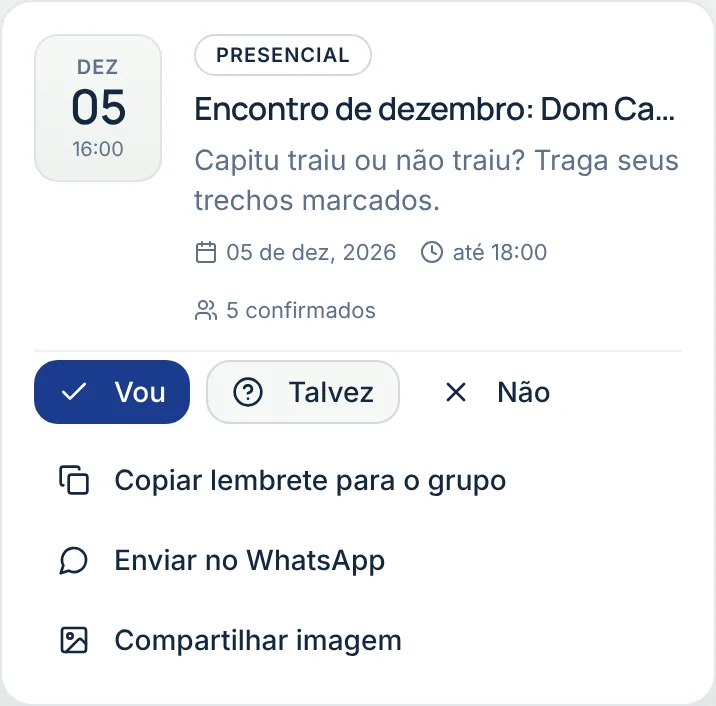 DEZ
05
16:00
PRESENCIAL
Encontro de dezembro: Dom Ca...
Capitu traiu ou não traiu? Traga seus
trechos marcados.
05 de dez, 2026 até 18:00
5 confirmados
Vou Talvez Não
Copiar lembrete para o grupo
Enviar no WhatsApp
Compartilhar imagem